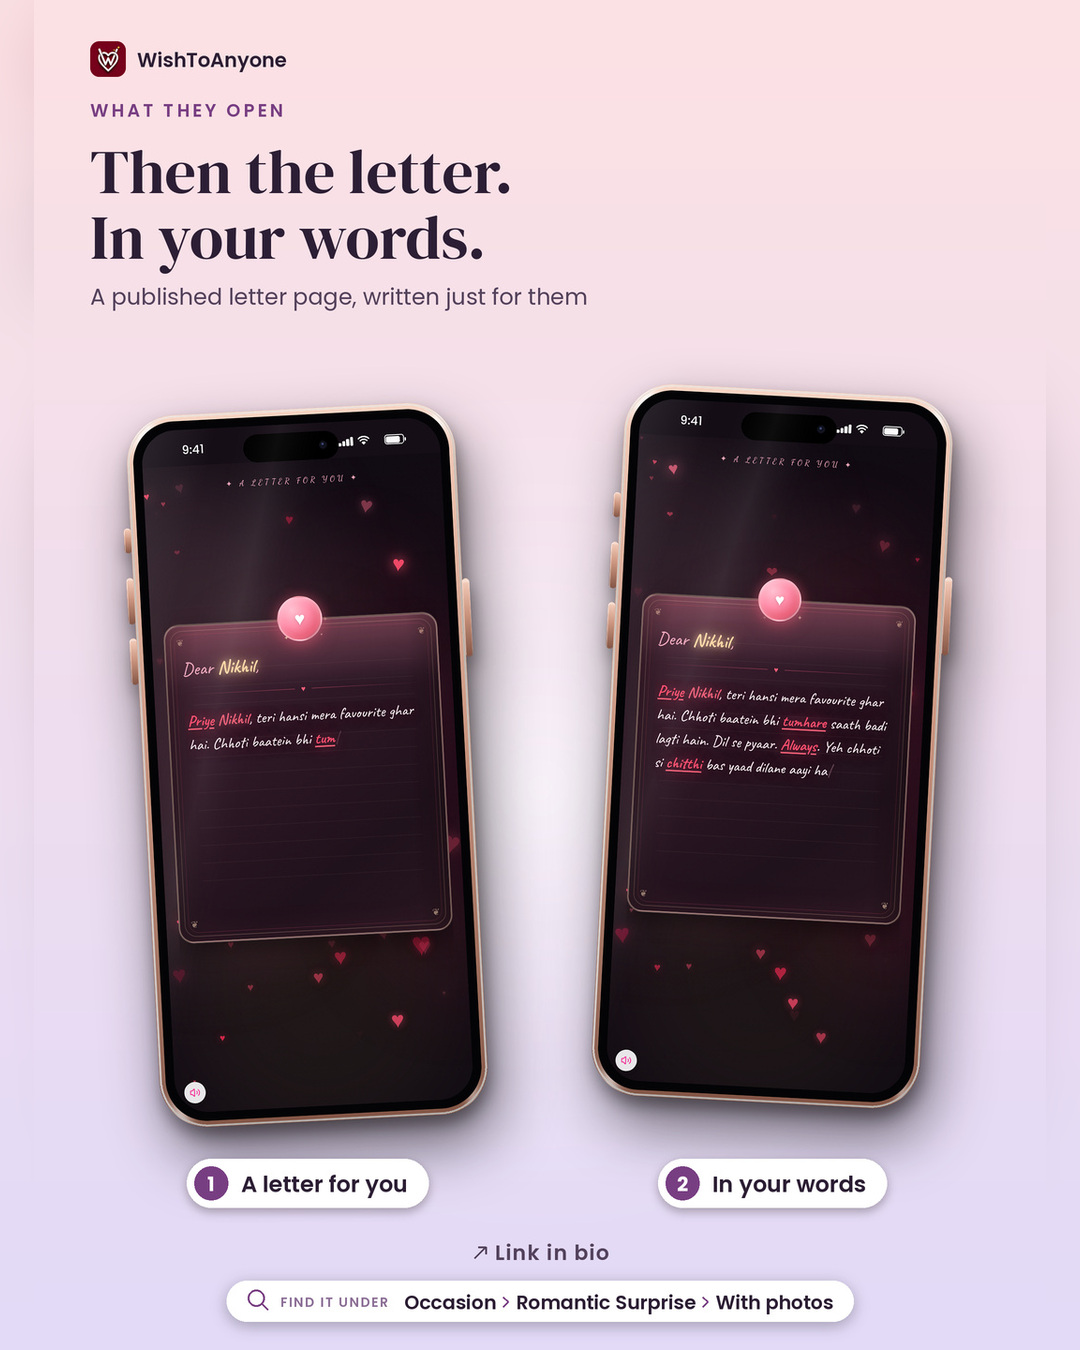 WishToAnyone
WHAT THEY OPEN
Then the letter.
In your words.
A published letter page, written just for them
9:41
A LETTER FOR YOU
Dear Nikhil,
Priye Nikhil, teri hansi mera favourite ghar
hai. Chhoti baatein bhi tum
9:41
A LETTER FOR YOU
Dear Nikhil,
Priye Nikhil, teri hansi mera favourite ghar
hai. Chhoti baatein bhi tumhare saath badi
lagti hain. Dil se pyaar. Always. Yeh chhoti
si chitthi bas yaad dilane aayi ha
1 A letter for you
2 In your words
Link in bio
FIND IT UNDER Occasion > Romantic Surprise > With photos